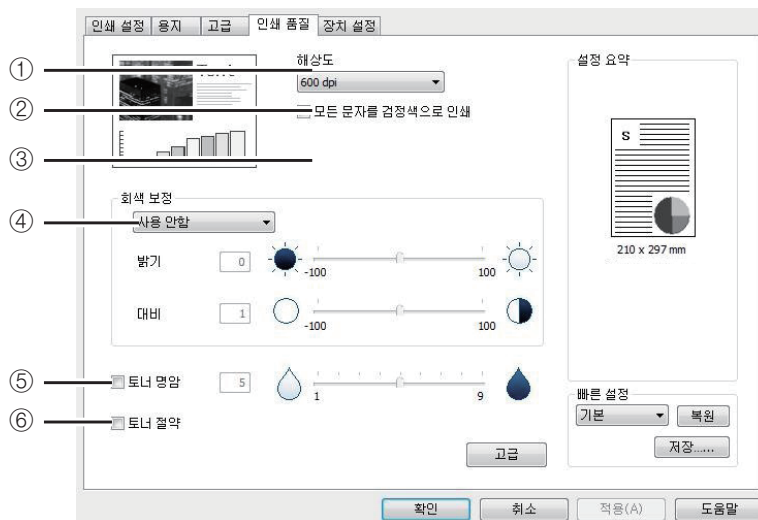 인쇄 설정 용지 고급 인쇄 품질 장치 설정
① 해상도
600 dpi
② 모든 문자를 검정색으로 인쇄
③
회색 보정
④ 사용 안함
밝기 0 -100 100
대비 1 -100 100
⑤ 토너 명암 5 1 9
⑥ 토너 절약
고급
설정 요약
S
210 x 297 mm
빠른 설정
기본 복원
저장......
확인 취소 적용(A) 도움말